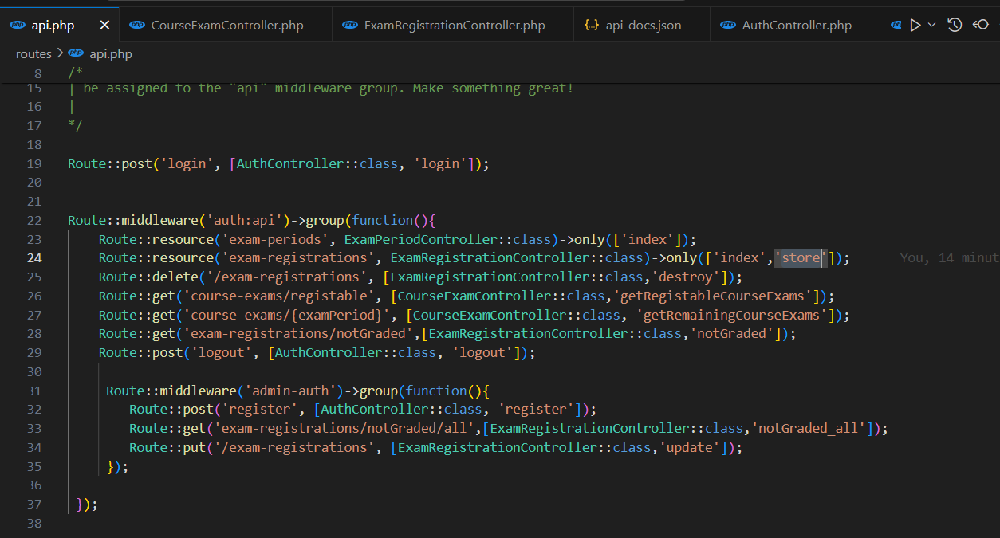 api.php CourseExamController.php ExamRegistrationController.php {..} api-docs.json AuthController.php
routes > api.php
8 /*
15 | be assigned to the "api" middleware group. Make something great!
16 |
17 */
18
19 Route::post('login', [AuthController::class, 'login']);
20
21
22 Route::middleware('auth:api')->group(function(){
23 Route::resource('exam-periods', ExamPeriodController::class)->only(['index']);
24 Route::resource('exam-registrations', ExamRegistrationController::class)->only(['index','store']); You, 14 minut
25 Route::delete('/exam-registrations', [ExamRegistrationController::class,'destroy']);
26 Route::get('course-exams/registable', [CourseExamController::class,'getRegistableCourseExams']);
27 Route::get('course-exams/{examPeriod}', [CourseExamController::class, 'getRemainingCourseExams']);
28 Route::get('exam-registrations/notGraded',[ExamRegistrationController::class,'notGraded']);
29 Route::post('logout', [AuthController::class, 'logout']);
30
31 Route::middleware('admin-auth')->group(function(){
32 Route::post('register', [AuthController::class, 'register']);
33 Route::get('exam-registrations/notGraded/all',[ExamRegistrationController::class,'notGraded_all']);
34 Route::put('/exam-registrations', [ExamRegistrationController::class,'update']);
35 });
36
37 });
38